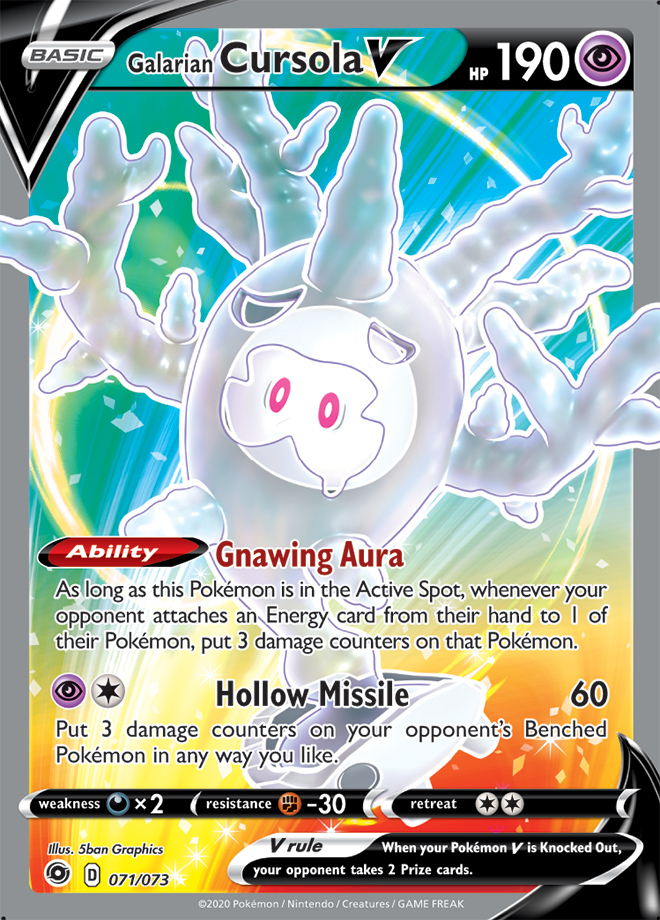 BASIC
Galarian Cursola V
HP 190
Ability Gnawing Aura
As long as this Pokémon is in the Active Spot, whenever your
opponent attaches an Energy card from their hand to 1 of
their Pokémon, put 3 damage counters on that Pokémon.
Hollow Missile 60
Put 3 damage counters on your opponent's Benched
Pokémon in any way you like.
weakness ×2 resistance -30 retreat
Illus. 5ban Graphics
V rule When your Pokémon V is Knocked Out,
your opponent takes 2 Prize cards.
D 071/073
©2020 Pokémon / Nintendo / Creatures / GAME FREAK